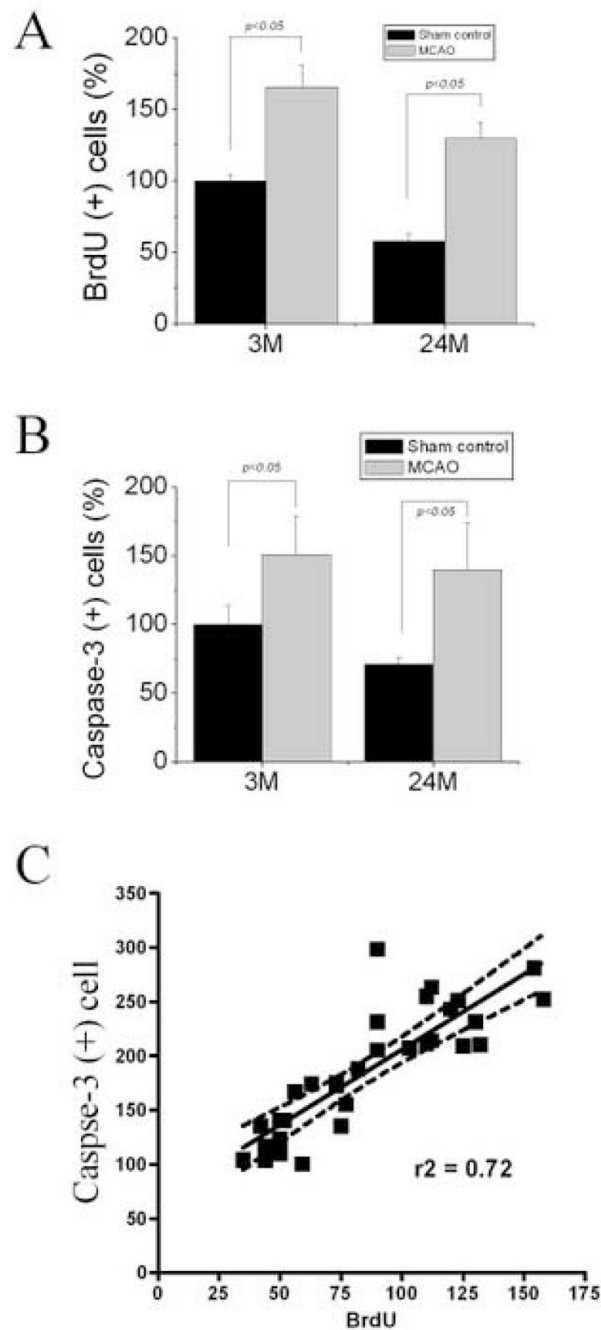 A
Sham control
MCAO
p<0.05
p<0.05
BrdU (+) cells (%)
200
150
100
50
0
3M
24M
B
Sham control
MCAO
p<0.05
p<0.05
Caspase-3 (+) cells (%)
200
150
100
50
0
3M
24M
C
Caspse-3 (+) cell
350
300
250
200
150
100
50
0
r2 = 0.72
0 25 50 75 100 125 150 175
BrdU